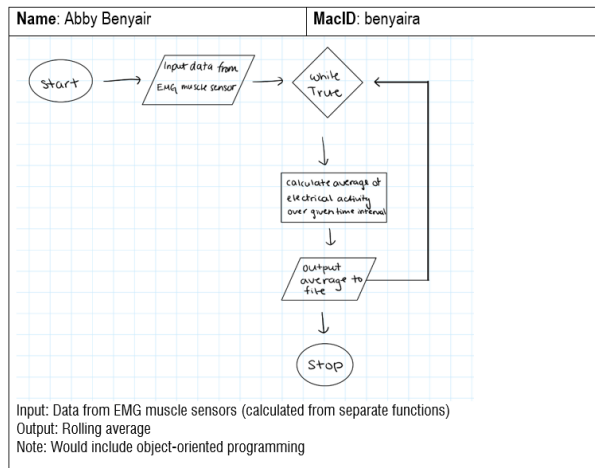 Name: Abby Benyair
MacID: benyaira
Start
Input data from
EMG muscle sensor
while
True
calculate average of
electrical activity
over given time interval
output
average to
file
Stop
Input: Data from EMG muscle sensors (calculated from separate functions)
Output: Rolling average
Note: Would include object-oriented programming